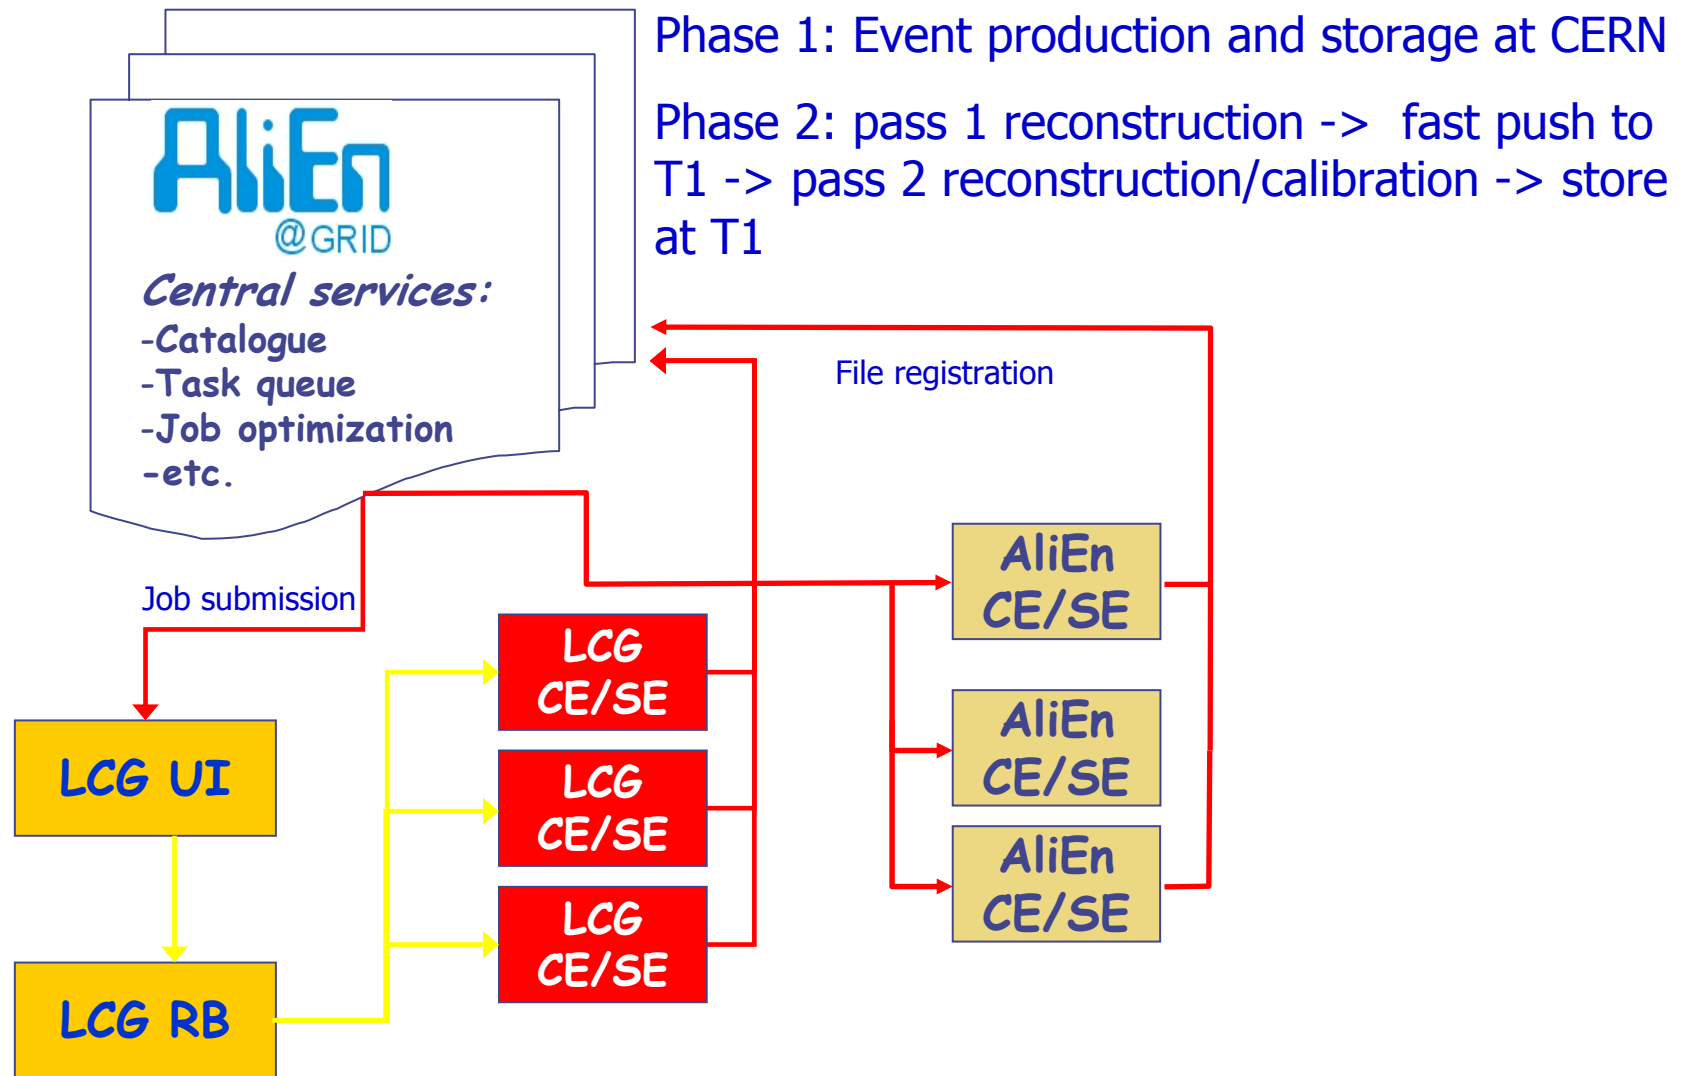 Phase 1: Event production and storage at CERN
Phase 2: pass 1 reconstruction -> fast push to
T1 -> pass 2 reconstruction/calibration -> store
at T1
AliEn
@GRID
Central services:
-Catalogue
-Task queue
-Job optimization
-etc.
File registration
Job submission
AliEn
CE/SE
LCG
CE/SE
AliEn
CE/SE
LCG UI
LCG
CE/SE
AliEn
CE/SE
LCG
CE/SE
LCG RB